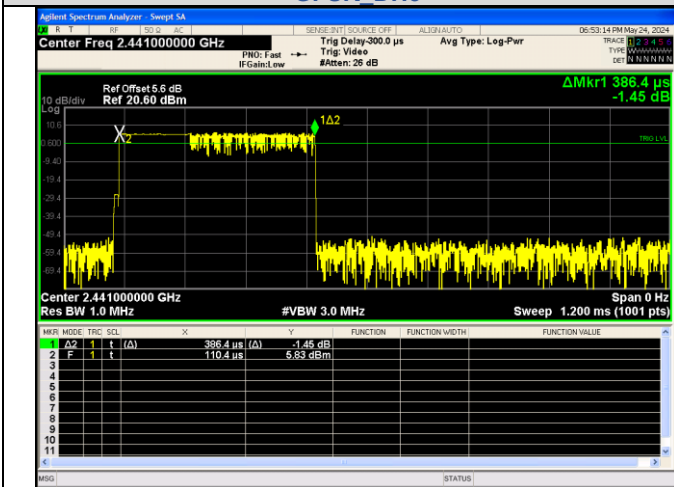 Agilent Spectrum Analyzer - Swept SA
R T RF 50 Ω AC SENSE:INT SOURCE OFF ALIGNAUTO 06:53:14 PM May 24, 2024
Center Freq 2.441000000 GHz
PNO: Fast
IFGain:Low
Trig Delay-300.0 µs
Trig: Video
#Atten: 26 dB
Avg Type: Log-Pwr
TRACE 1 2 3 4 5 6
TYPE
DET N N N N N N
Ref Offset 5.6 dB
Ref 20.60 dBm
10 dB/div
Log
ΔMkr1 386.4 µs
-1.45 dB
10.6
0.600
-9.40
-19.4
-29.4
-39.4
-49.4
-59.4
-69.4
2
1Δ2
TRIG LVL
Center 2.441000000 GHz Span 0 Hz
Res BW 1.0 MHz #VBW 3.0 MHz Sweep 1.200 ms (1001 pts)
MKR MODE TRC SCL X Y FUNCTION FUNCTION WIDTH FUNCTION VALUE
1 Δ2 1 t (Δ) 386.4 µs (Δ) -1.45 dB
2 F 1 t 110.4 µs 5.83 dBm
3
4
5
6
7
8
9
10
11
MSG STATUS